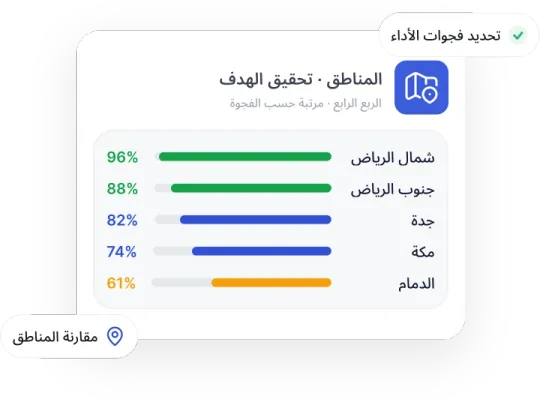 تحديد فجوات الأداء
المناطق · تحقيق الهدف
الربع الرابع · مرتبة حسب الفجوة
شمال الرياض 96%
جنوب الرياض 88%
جدة 82%
مكة 74%
الدمام 61%
مقارنة المناطق